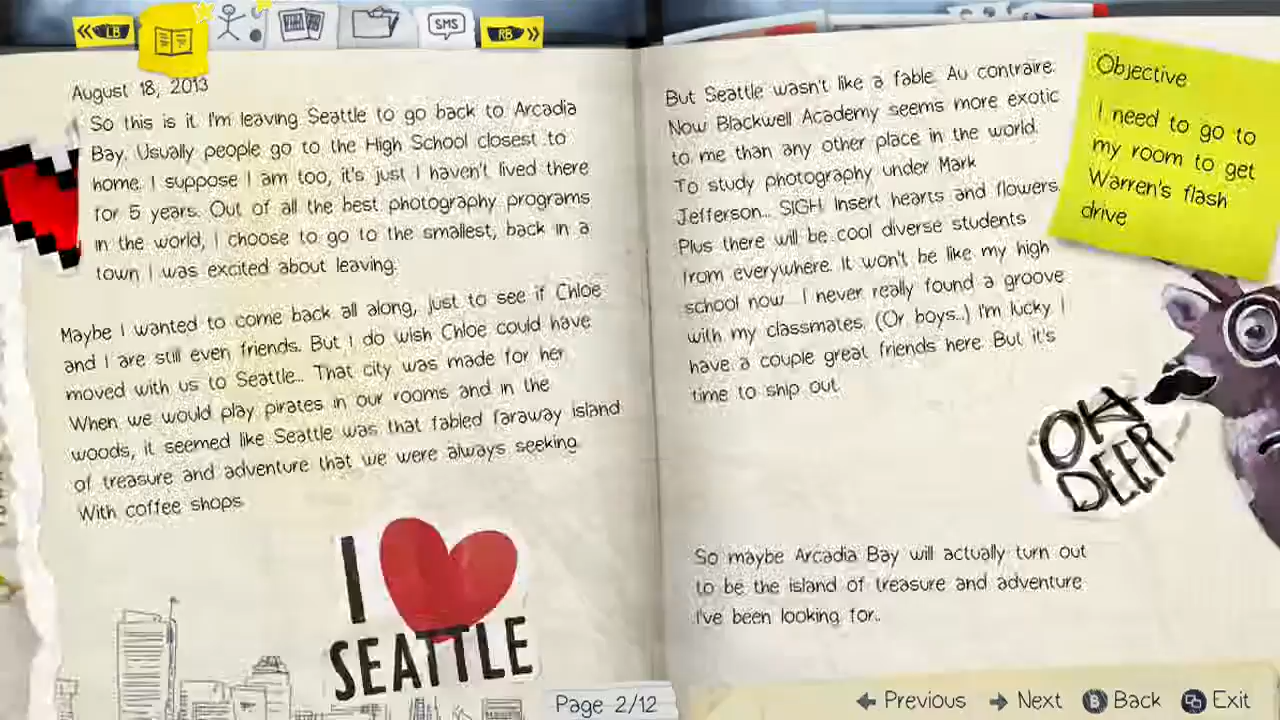 LB
SMS
RB
August 18, 2013
So this is it. I'm leaving Seattle to go back to Arcadia
Bay. Usually people go to the High School closest to
home. I suppose I am too, it's just I haven't lived there
for 5 years. Out of all the best photography programs
in the world, I choose to go to the smallest, back in a
town I was excited about leaving.
Maybe I wanted to come back all along, just to see if Chloe
and I are still even friends. But I do wish Chloe could have
moved with us to Seattle... That city was made for her.
When we would play pirates in our rooms and in the
woods, it seemed like Seattle was that fabled faraway island
of treasure and adventure that we were always seeking.
With coffee shops.
I
SEATTLE
But Seattle wasn't like a fable. Au contraire.
Now Blackwell Academy seems more exotic
to me than any other place in the world.
To study photography under Mark
Jefferson... SIGH. Insert hearts and flowers.
Plus there will be cool diverse students
from everywhere. It won't be like my high
school now... I never really found a groove
with my classmates. (Or boys...) I'm lucky I
have a couple great friends here. But it's
time to ship out.
OH
DEER
So maybe Arcadia Bay will actually turn out
to be the island of treasure and adventure
I've been looking for...
Objective
I need to go to
my room to get
Warren's flash
drive
Page 2/12
Previous
Next
B Back
Exit